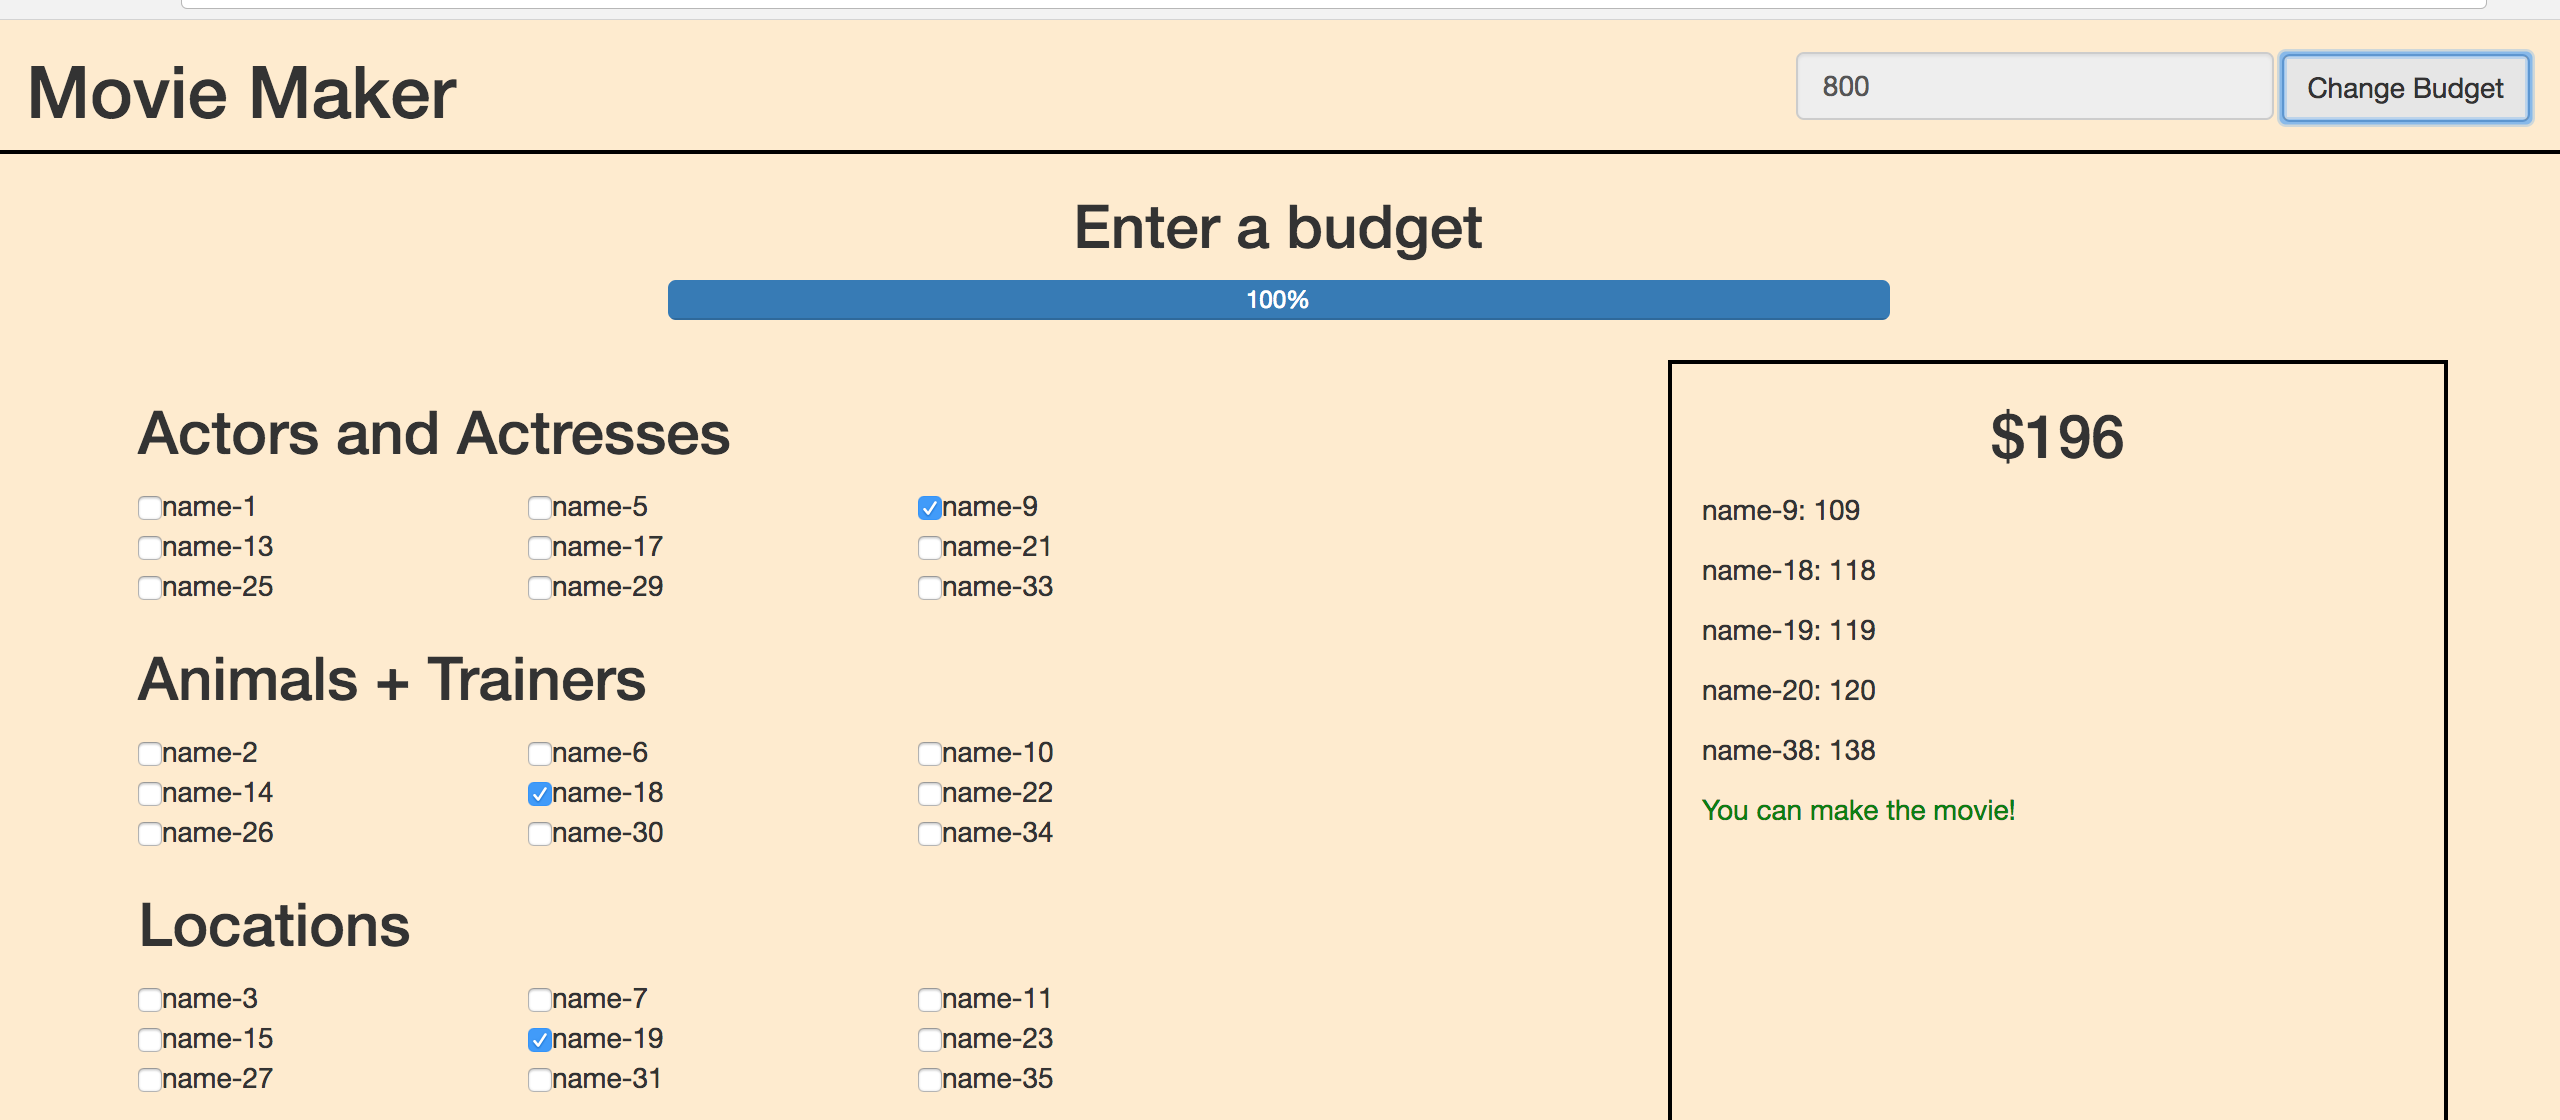 Movie Maker
800
Change Budget
Enter a budget
100%
Actors and Actresses
name-1 name-5 name-9
name-13 name-17 name-21
name-25 name-29 name-33
Animals + Trainers
name-2 name-6 name-10
name-14 name-18 name-22
name-26 name-30 name-34
Locations
name-3 name-7 name-11
name-15 name-19 name-23
name-27 name-31 name-35
$196
name-9: 109
name-18: 118
name-19: 119
name-20: 120
name-38: 138
You can make the movie!